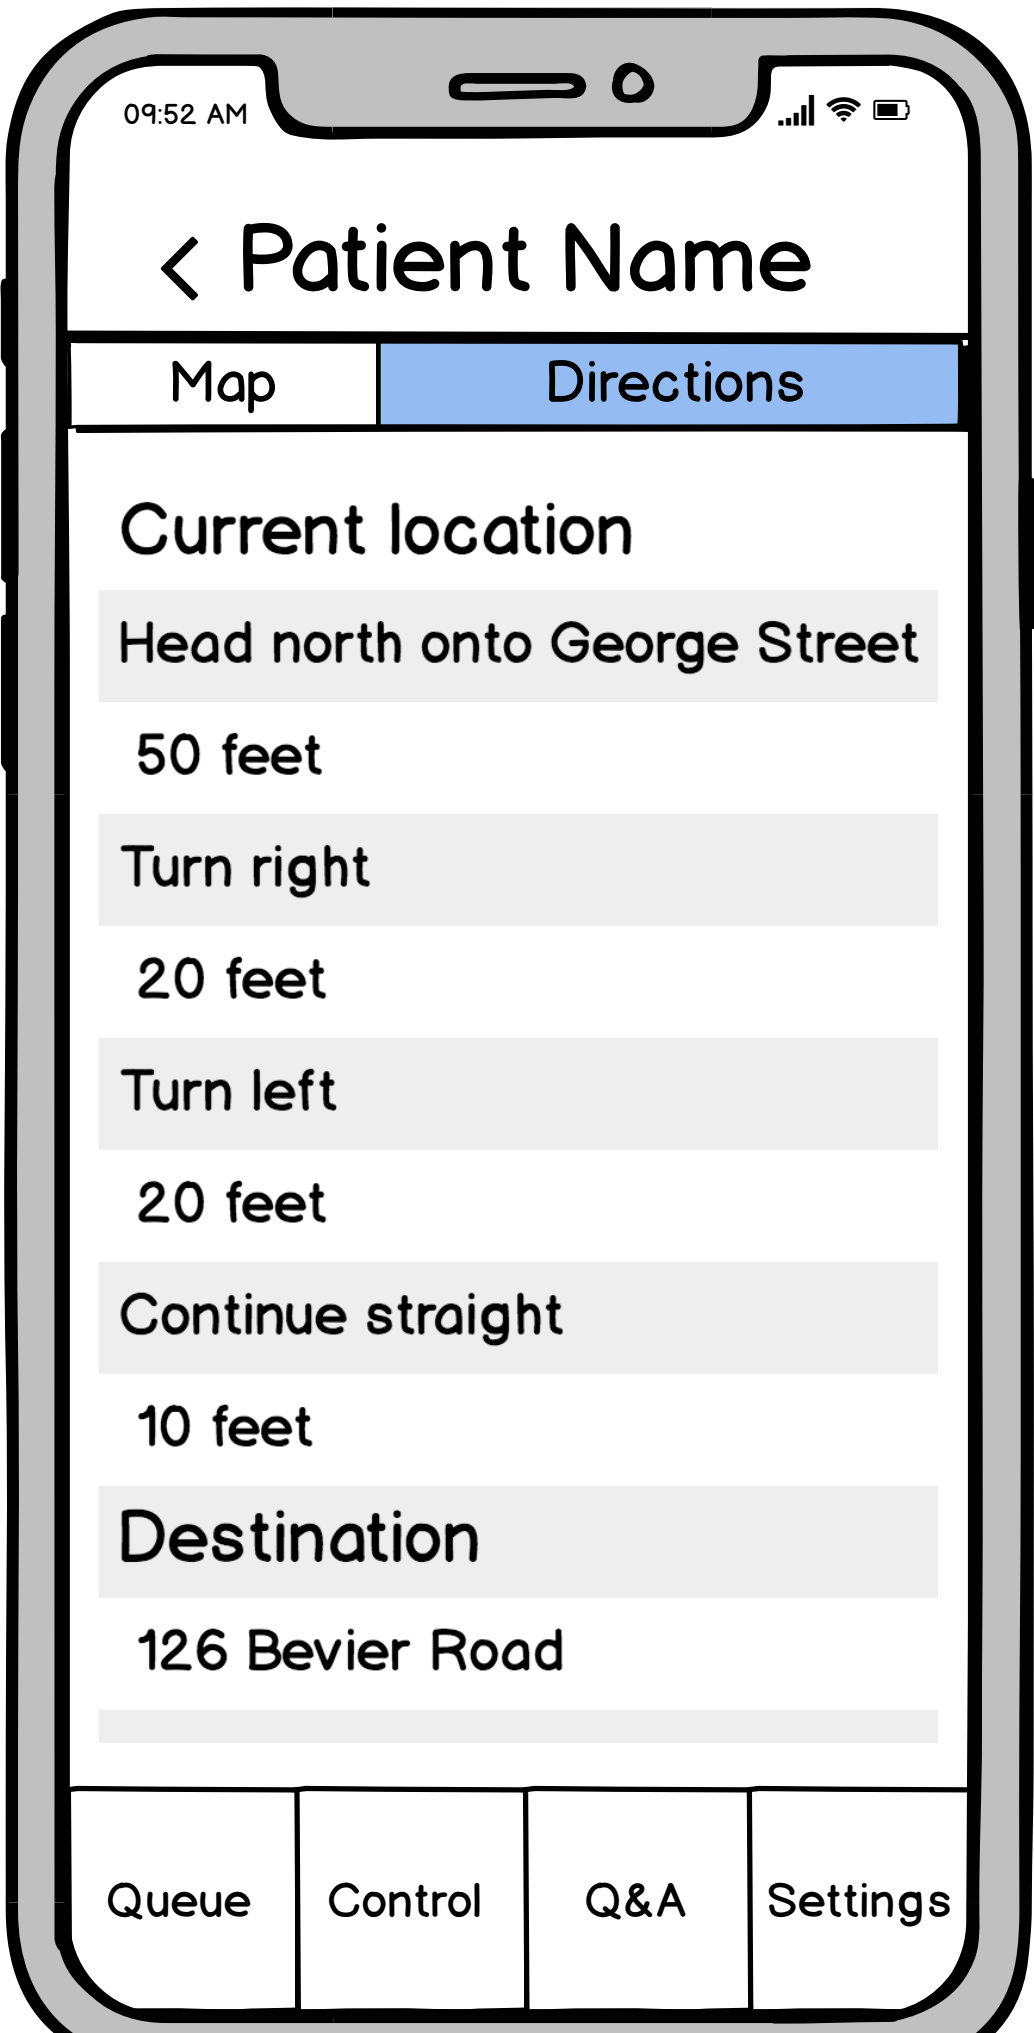 09:52 AM
< Patient Name
Map Directions
Current location
Head north onto George Street
50 feet
Turn right
20 feet
Turn left
20 feet
Continue straight
10 feet
Destination
126 Bevier Road
Queue Control Q&A Settings